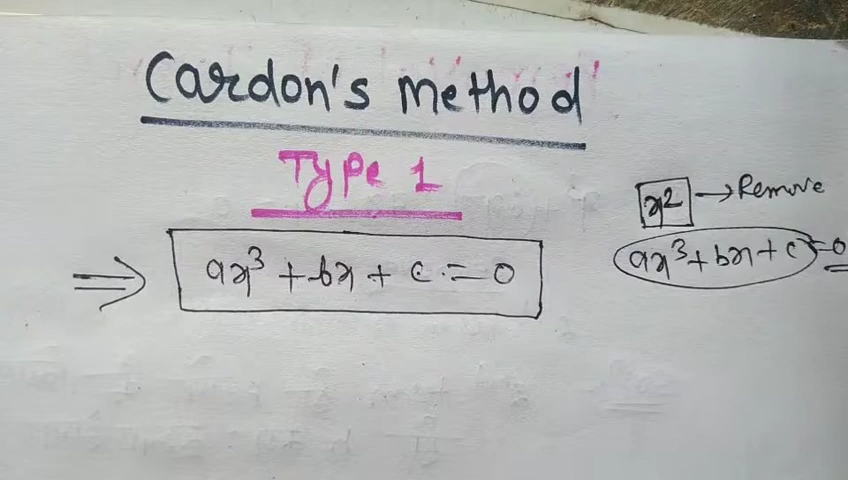 Cardon's method
Type 1
x² → Remove
⇒ ax³ + bx + c = 0
ax³ + bx + c = 0